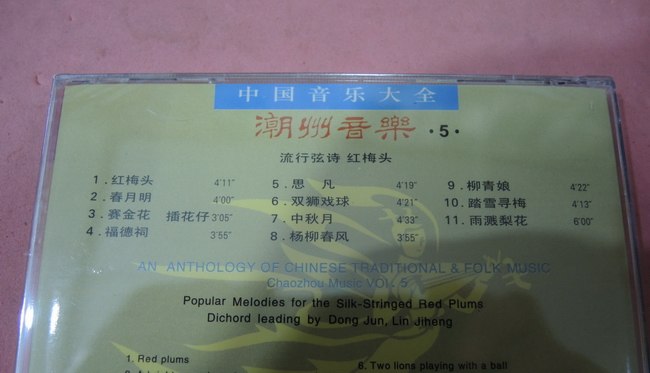 中国音乐大全
潮州音樂 ·5·
流行弦诗 红梅头
1.红梅头 4'11"
2.春月明 4'00"
3.赛金花 插花仔 3'05"
4.福德祠 3'55"
5.思凡 4'19"
6.双狮戏球 4'21"
7.中秋月 4'33"
8.杨柳春风 3'55"
9.柳青娘 4'22"
10.踏雪寻梅 4'13"
11.雨溅梨花 6'00"
AN ANTHOLOGY OF CHINESE TRADITIONAL & FOLK MUSIC
Chaozhou Music VOL. 5
Popular Melodies for the Silk-Stringed Red Plums
Dichord leading by Dong Jun, Lin Jiheng
1. Red plums
6. Two lions playing with a ball